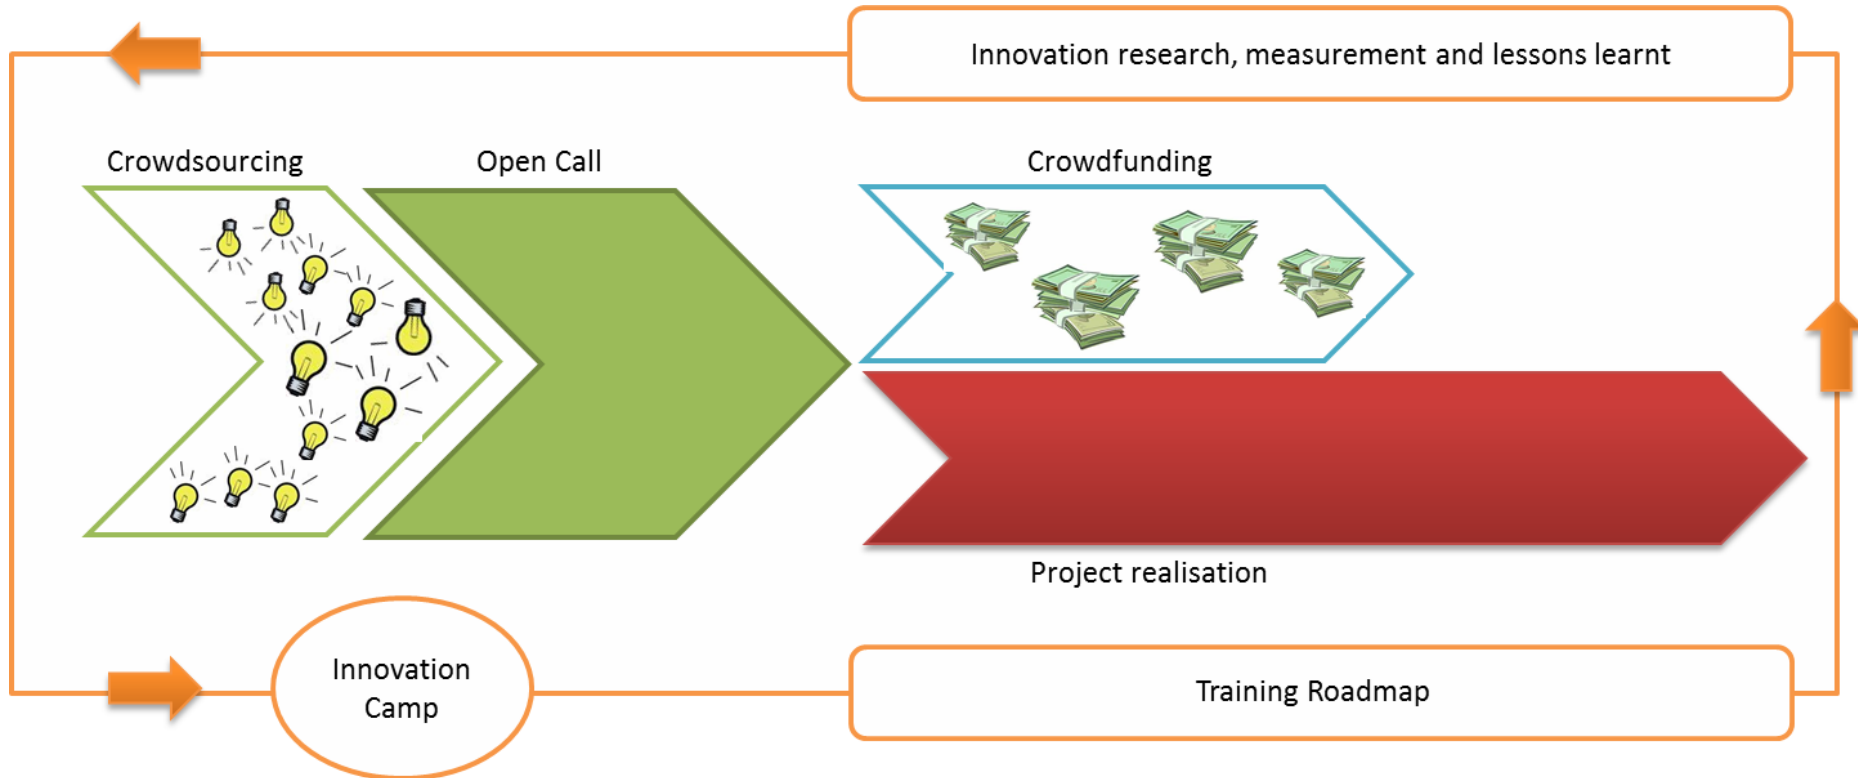 Innovation research, measurement and lessons learnt
Crowdsourcing
Open Call
Crowdfunding
Project realisation
Innovation
Camp
Training Roadmap